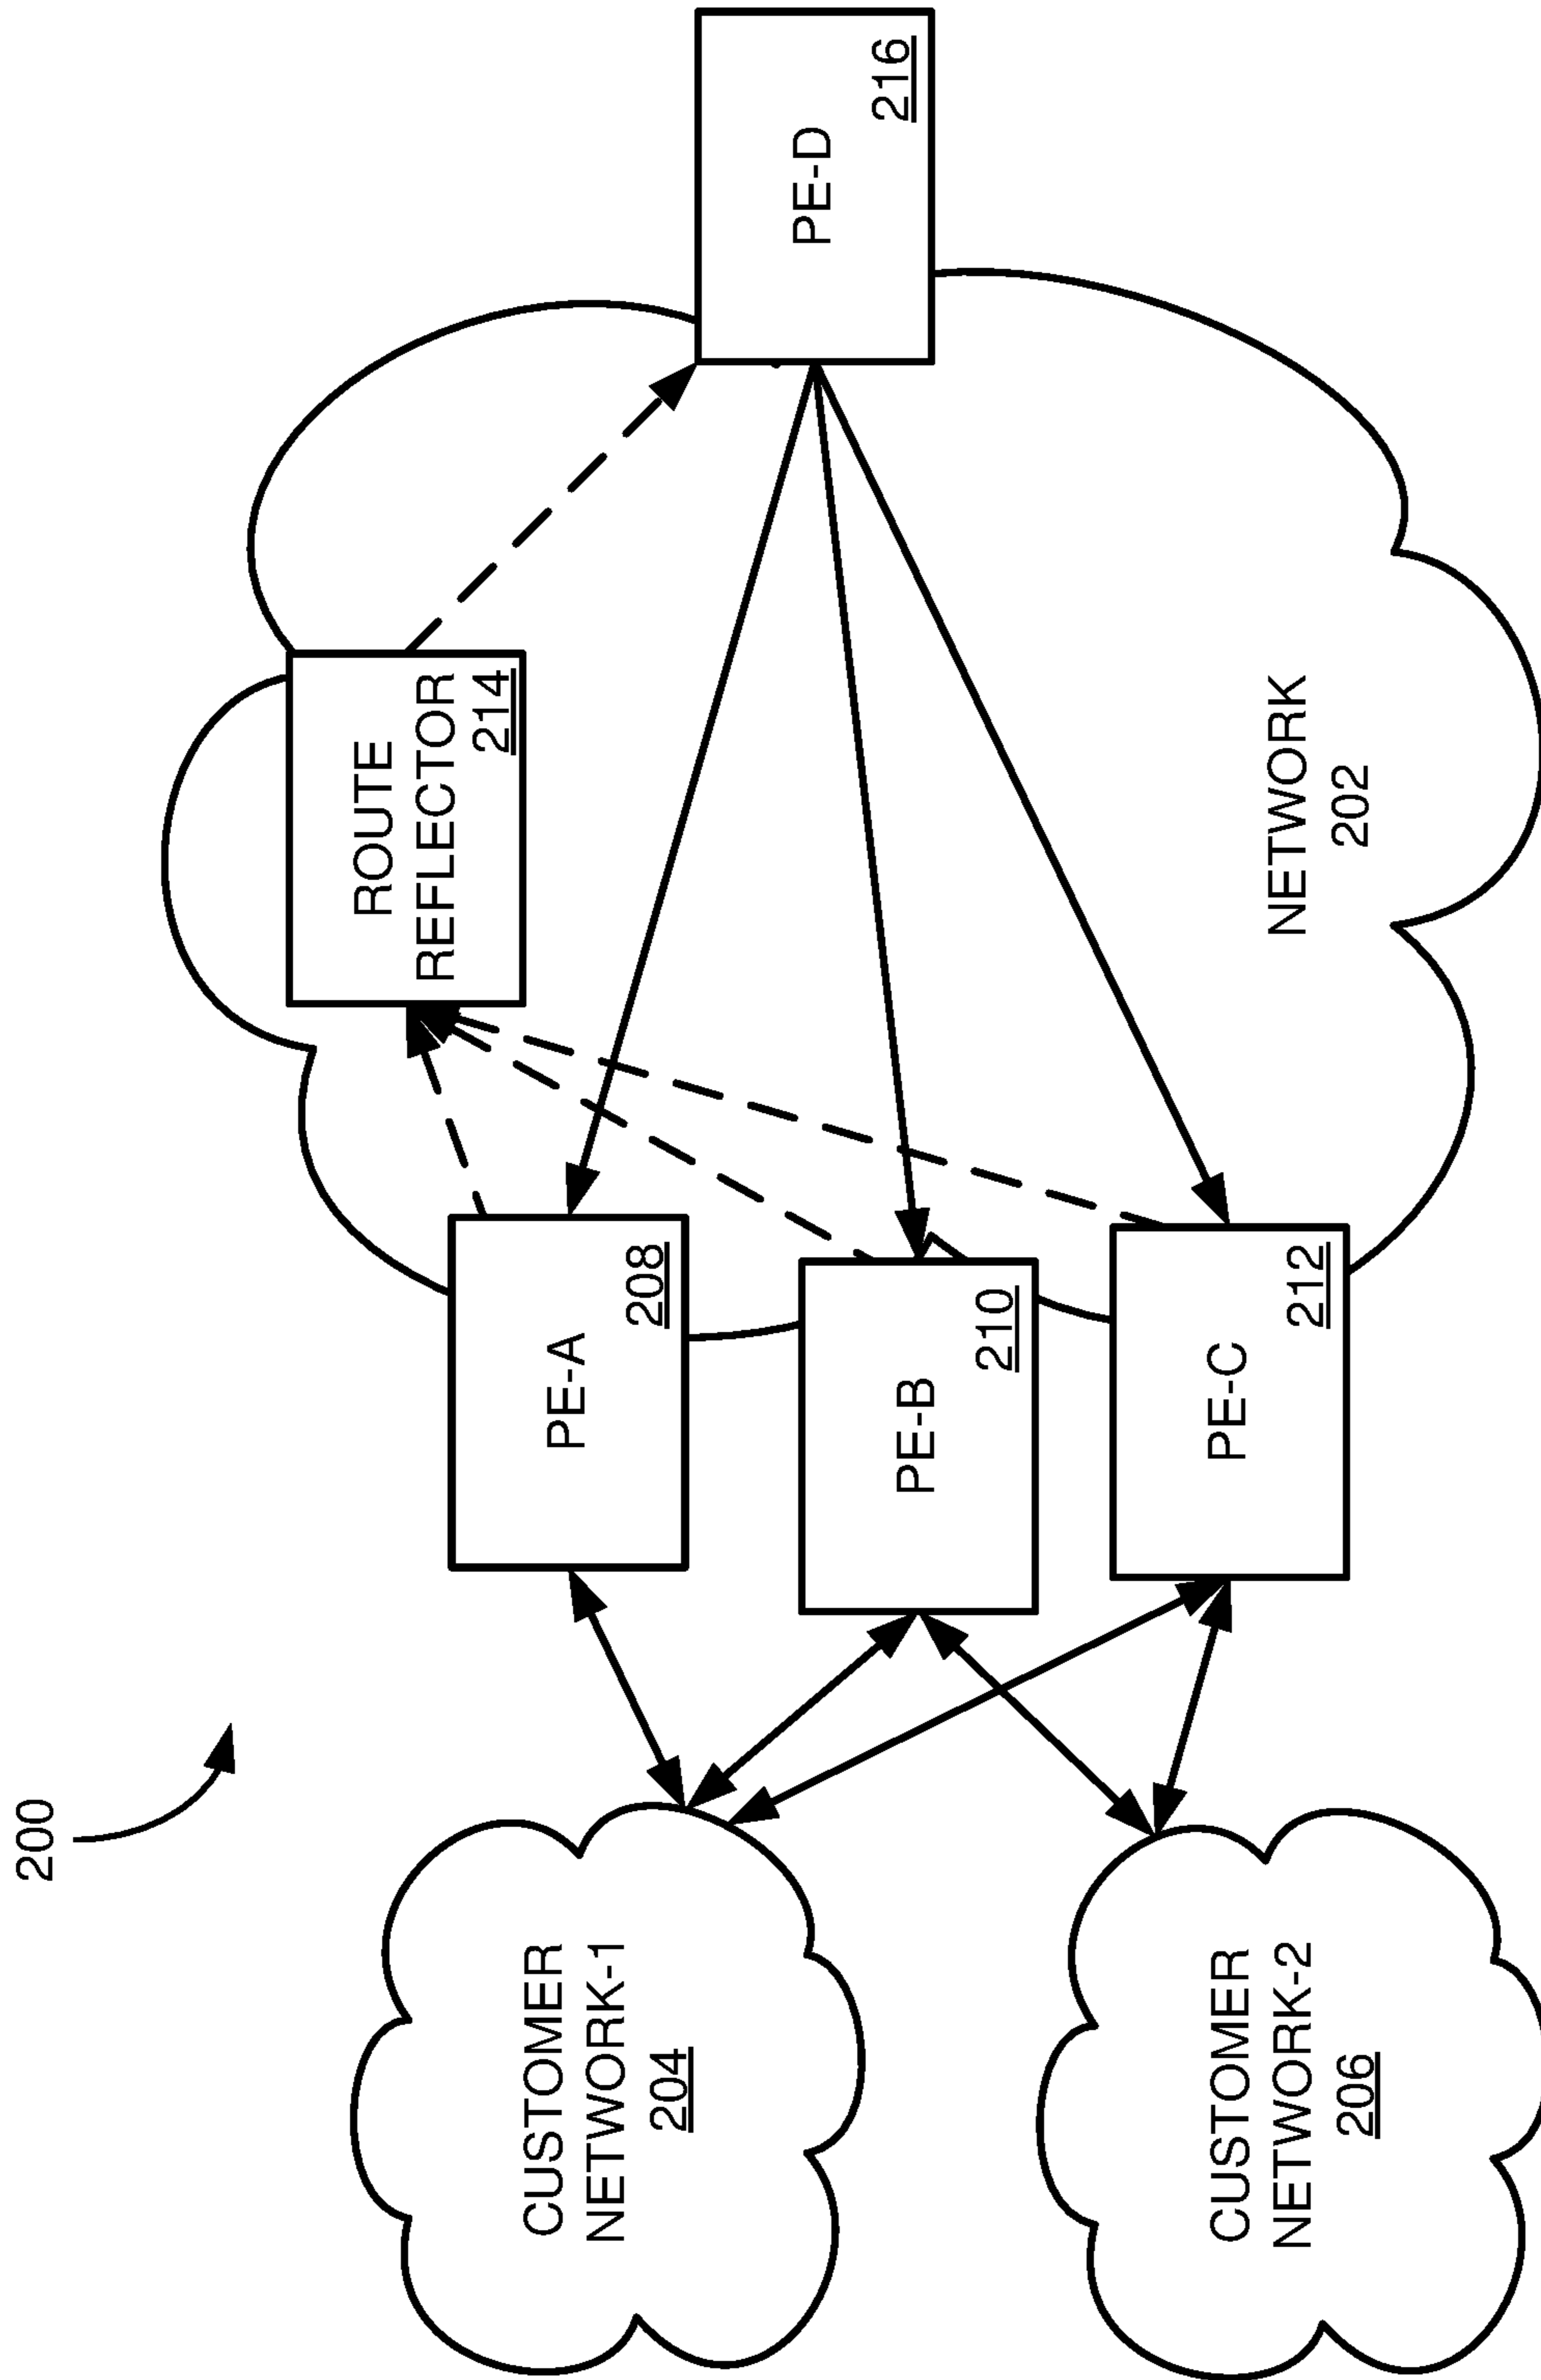 200
CUSTOMER
NETWORK-1
204
CUSTOMER
NETWORK-2
206
PE-A
208
PE-B
210
PE-C
212
ROUTE
REFLECTOR
214
NETWORK
202
PE-D
216